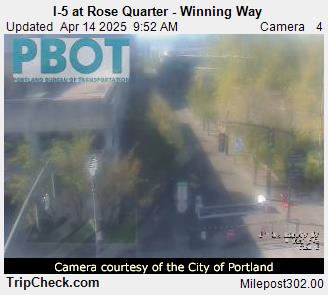 I-5 at Rose Quarter - Winning Way
Updated Apr 14 2025 9:52 AM Camera 4
PBOT
PORTLAND BUREAU OF TRANSPORTATION
Camera courtesy of the City of Portland
TripCheck.com Milepost302.00